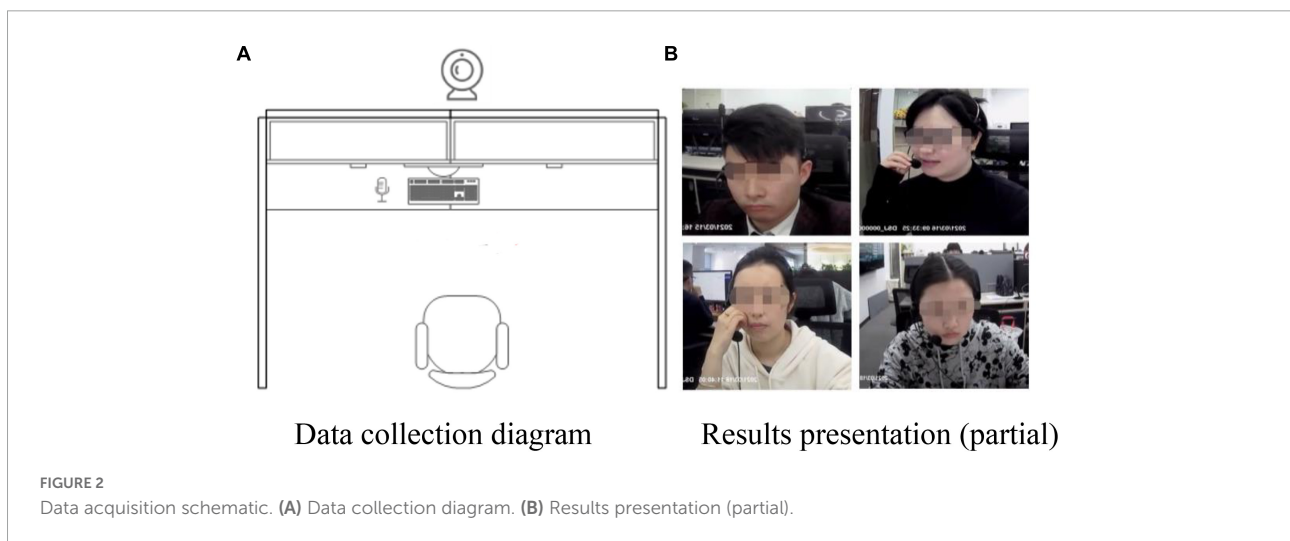 A
B
Data collection diagram
Results presentation (partial)
FIGURE 2
Data acquisition schematic. (A) Data collection diagram. (B) Results presentation (partial).